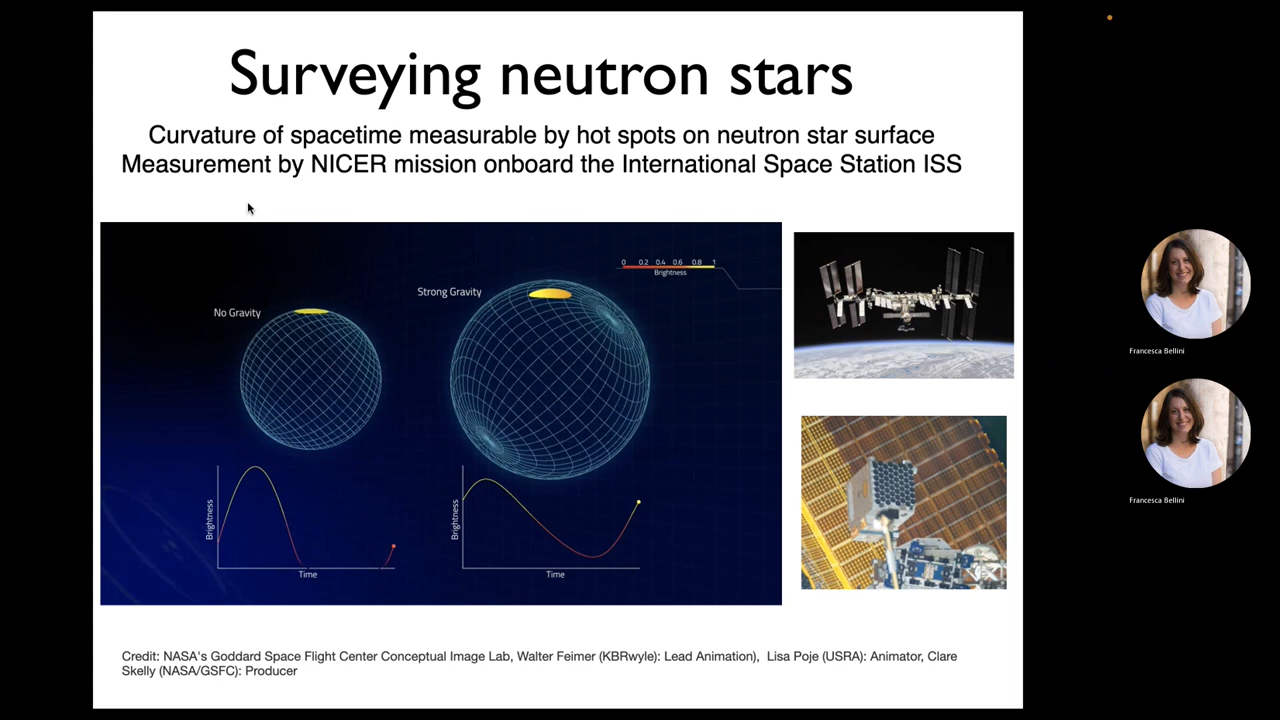 Surveying neutron stars
Curvature of spacetime measurable by hot spots on neutron star surface
Measurement by NICER mission onboard the International Space Station ISS
0 0.2 0.4 0.6 0.8 1
Brightness
Strong Gravity
No Gravity
Brightness
Time
Brightness
Time
Credit: NASA's Goddard Space Flight Center Conceptual Image Lab, Walter Feimer (KBRwyle): Lead Animation), Lisa Poje (USRA): Animator, Clare
Skelly (NASA/GSFC): Producer
Francesca Bellini
Francesca Bellini